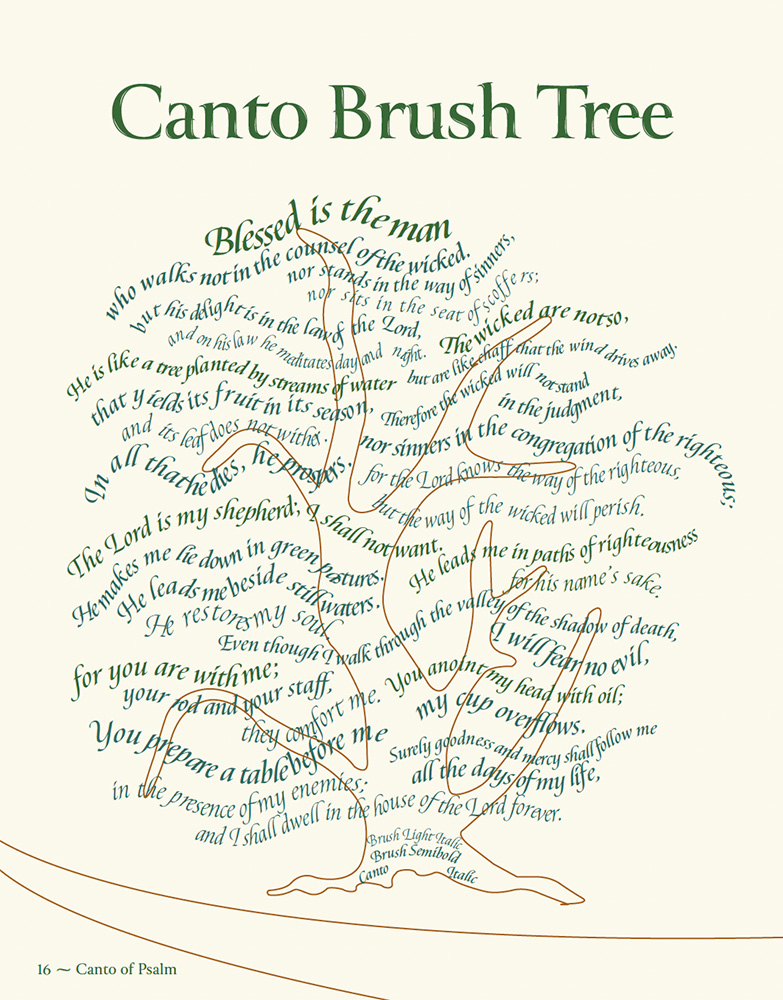 Canto Brush Tree
Blessed is the man
who walks not in the counsel of the wicked.
nor stands in the way of sinners,
nor sits in the seat of scoffers;
but his delight is in the law of the Lord,
and on his law he meditates day and night.
The wicked are not so,
but are like chaff that the wind drives away.
He is like a tree planted by streams of water
that yields its fruit in its season,
and its leaf does not wither.
In all that he does, he prospers.
Therefore the wicked will not stand
in the judgment,
nor sinners in the congregation of the righteous;
for the Lord knows the way of the righteous,
but the way of the wicked will perish.
The Lord is my shepherd; I shall not want.
He makes me lie down in green pastures.
He leads me beside still waters.
He restores my soul.
He leads me in paths of righteousness
for his name's sake.
Even though I walk through the valley of the shadow of death,
I will fear no evil,
for you are with me;
your rod and your staff,
they comfort me.
You prepare a table before me
in the presence of my enemies;
You anoint my head with oil;
my cup overflows.
Surely goodness and mercy shall follow me
all the days of my life,
and I shall dwell in the house of the Lord forever.
Brush Light Italic
Brush Semibold
Canto Italic
16 ~ Canto of Psalm